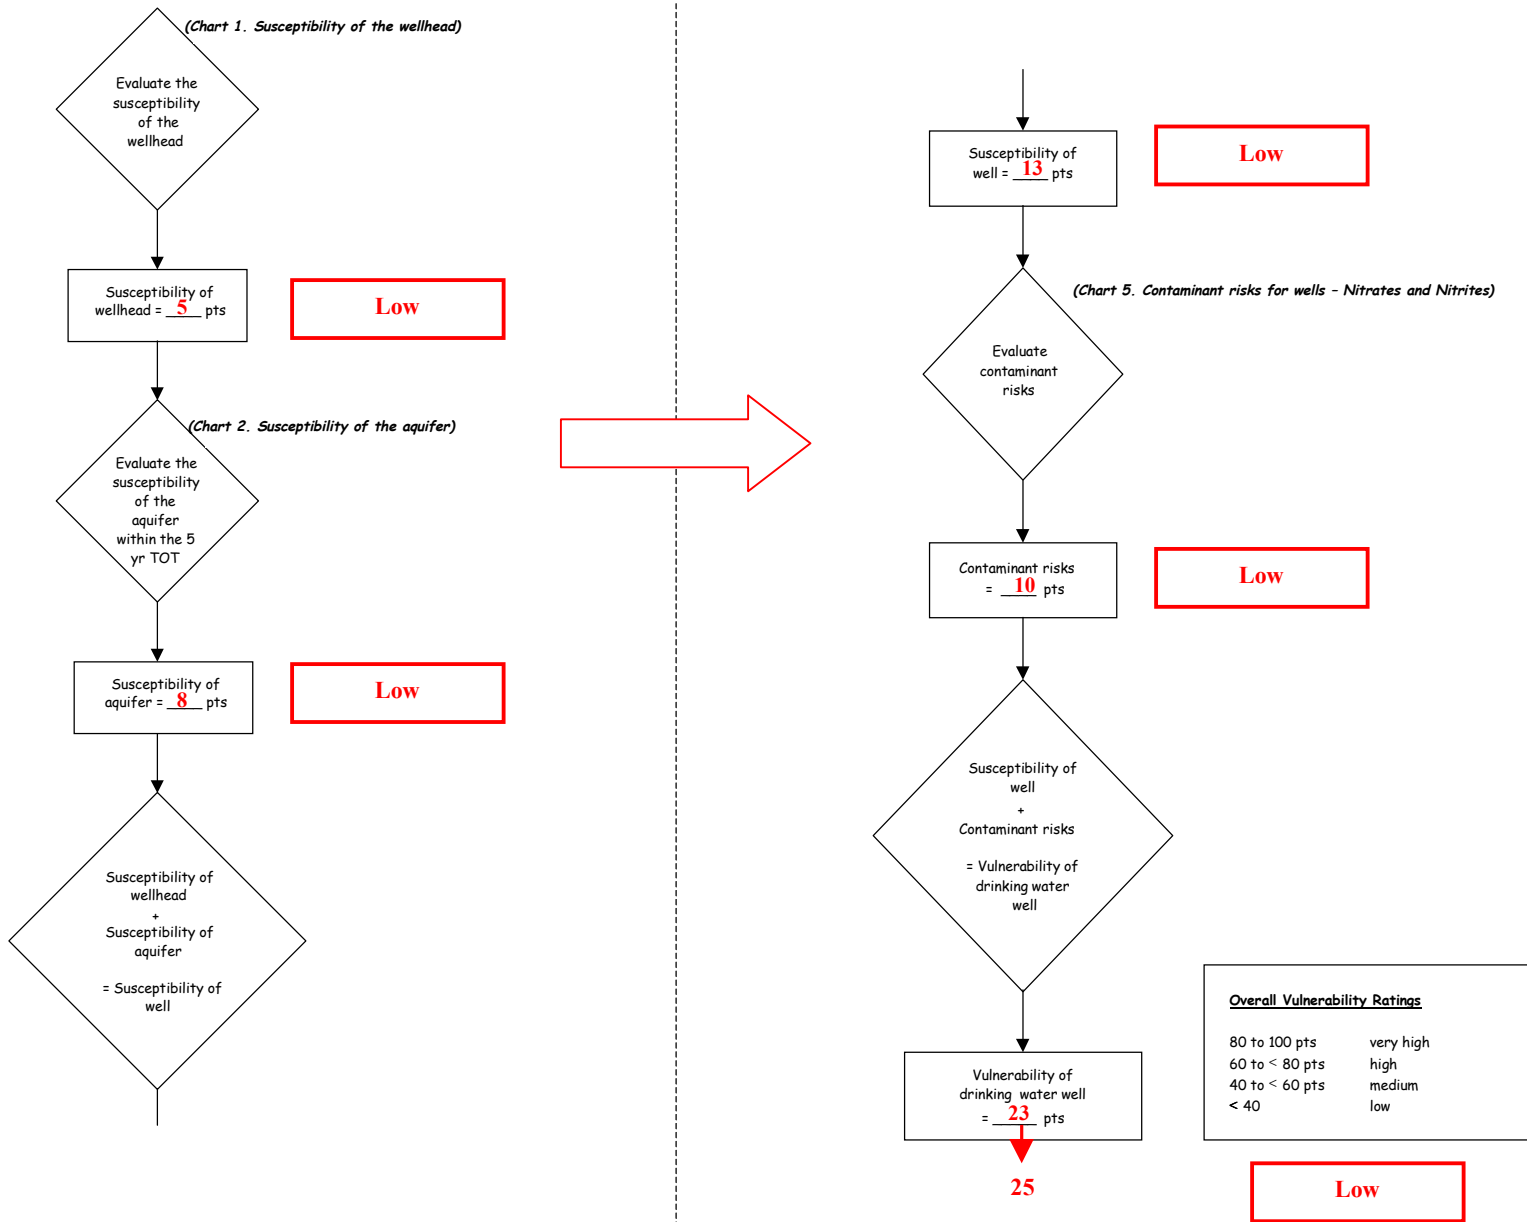 (Chart 1. Susceptibility of the wellhead)
Evaluate the
susceptibility
of the
wellhead
Susceptibility of
wellhead = 5 pts
Low
(Chart 2. Susceptibility of the aquifer)
Evaluate the
susceptibility
of the
aquifer
within the 5
yr TOT
Susceptibility of
aquifer = 8 pts
Low
Susceptibility of
wellhead
+
Susceptibility of
aquifer
= Susceptibility of
well
Susceptibility of
well = 13 pts
Low
(Chart 5. Contaminant risks for wells – Nitrates and Nitrites)
Evaluate
contaminant
risks
Contaminant risks
= 10 pts
Low
Susceptibility of
well
+
Contaminant risks
= Vulnerability of
drinking water
well
Vulnerability of
drinking water well
= 23 pts
25
Overall Vulnerability Ratings
80 to 100 pts very high
60 to < 80 pts high
40 to < 60 pts medium
< 40 low
Low